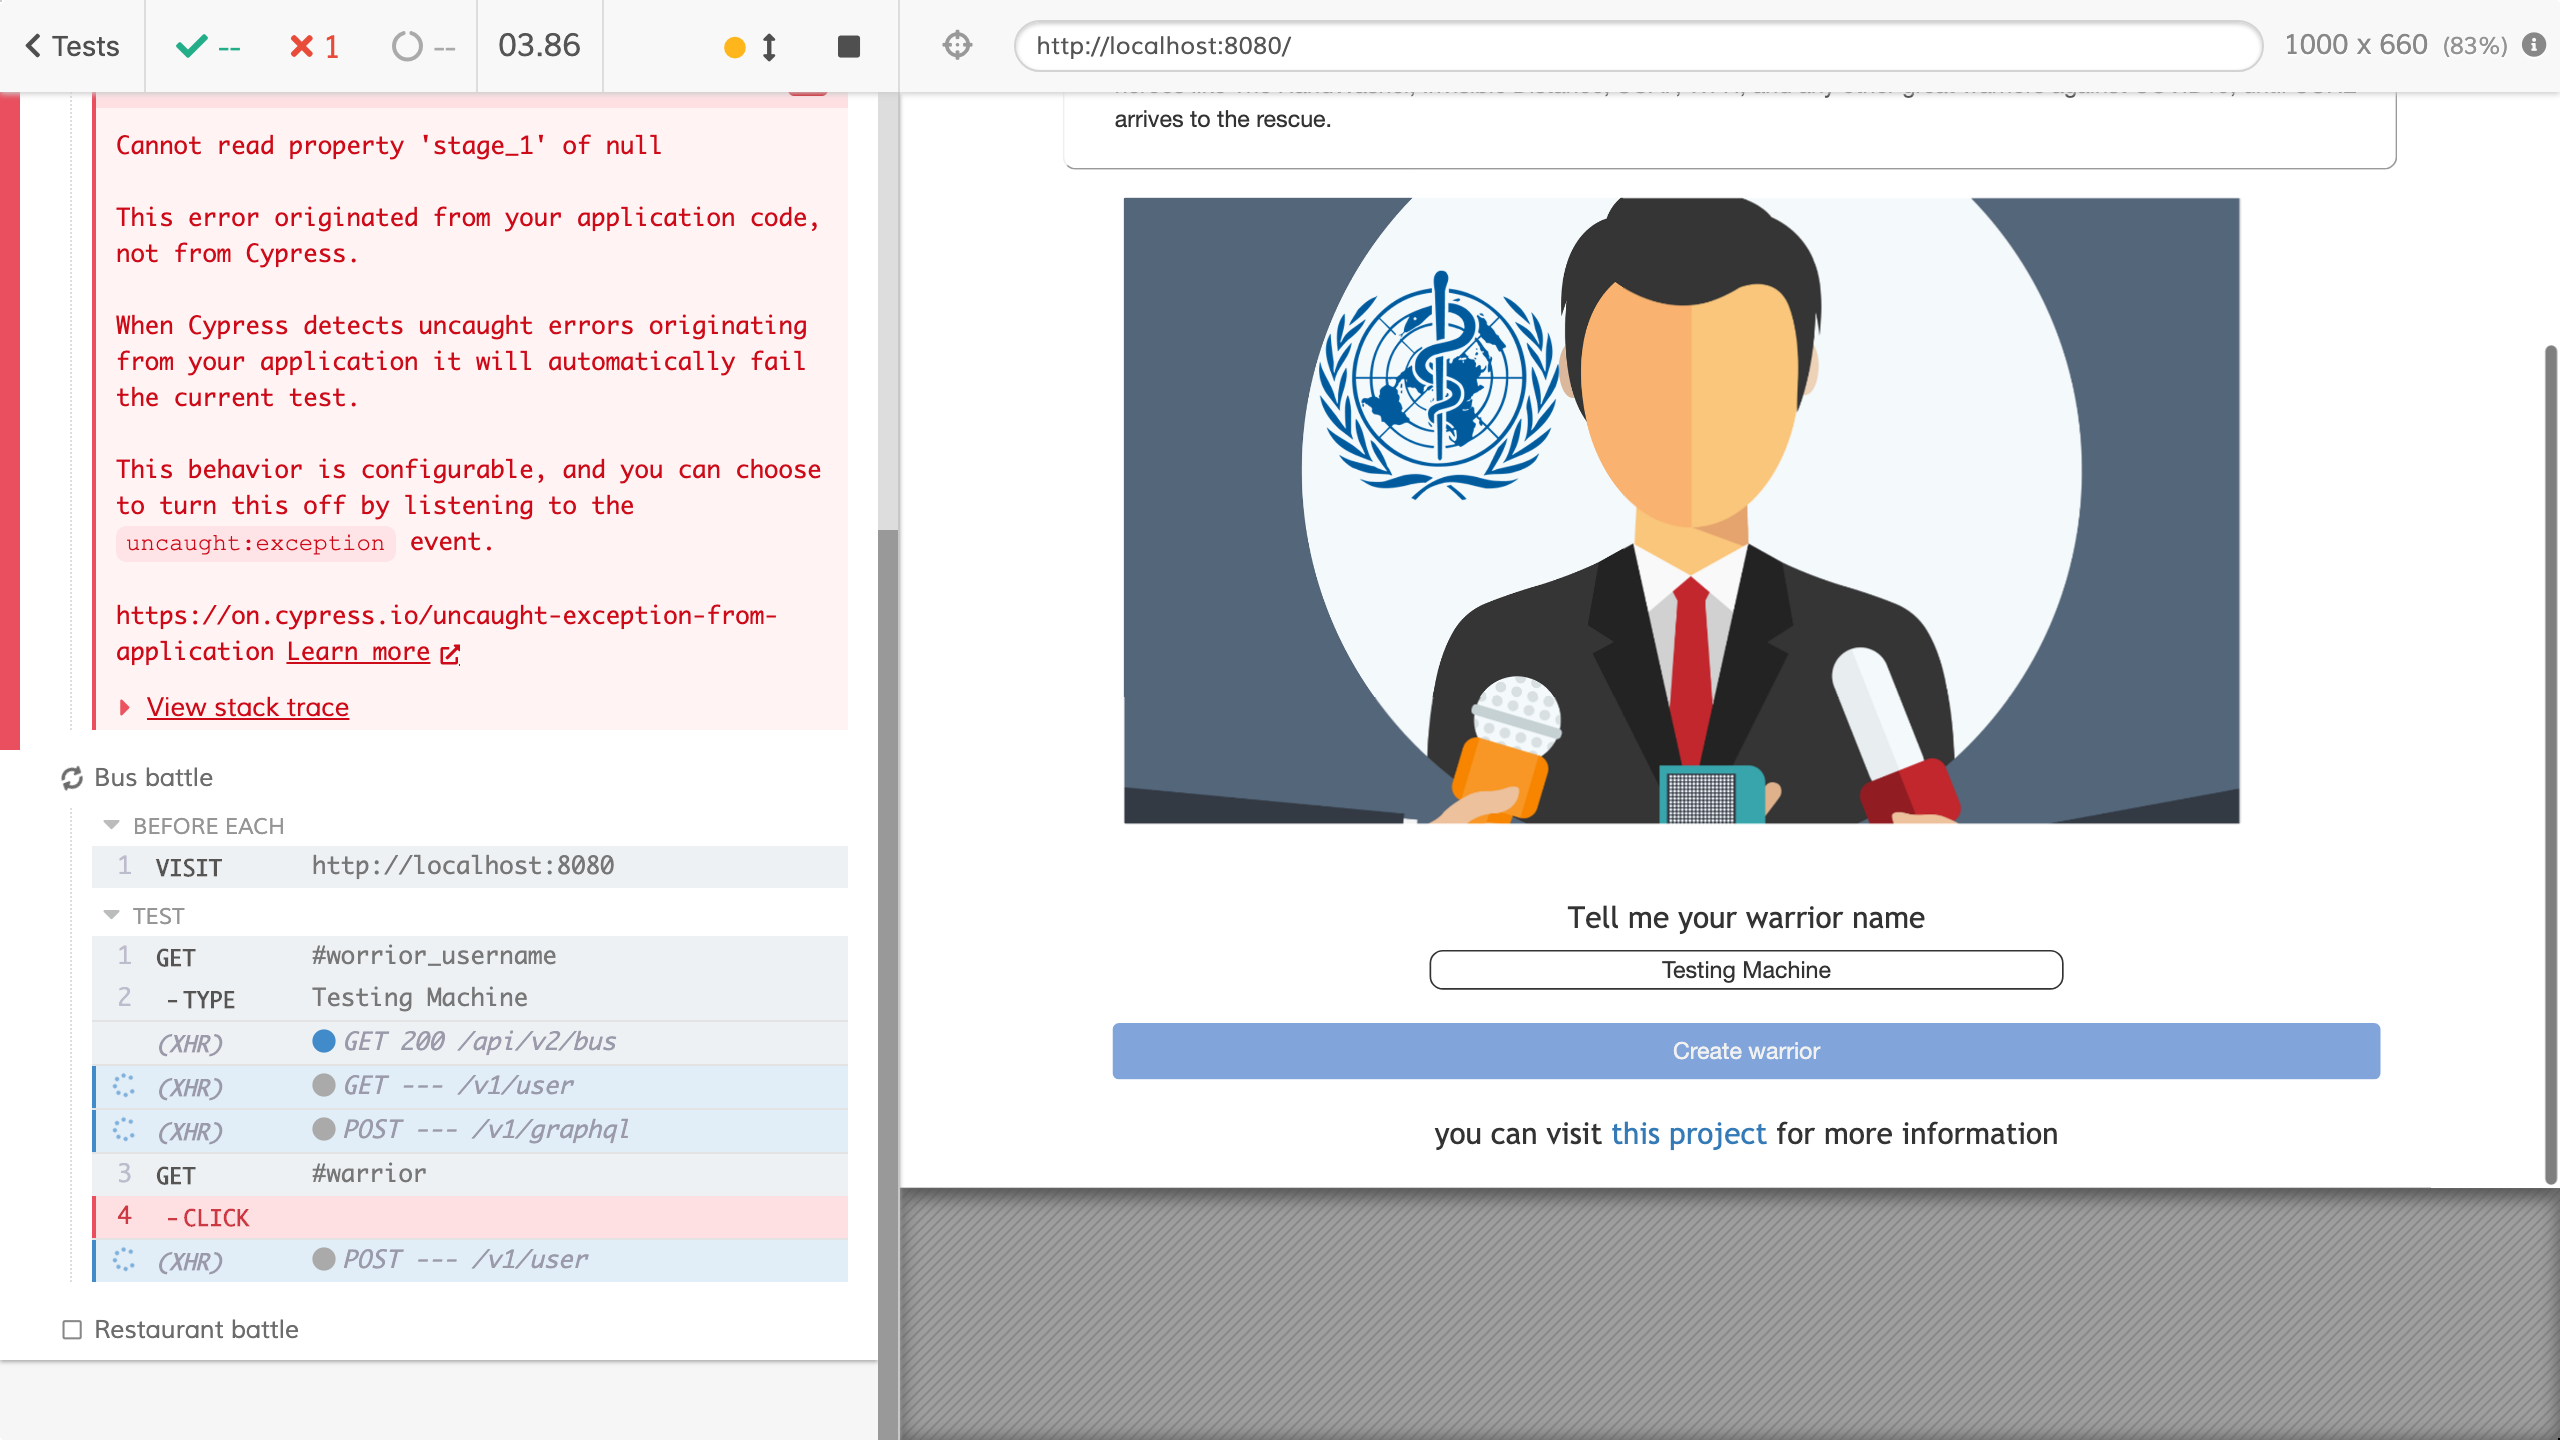 Tests
--
1
--
03.86
http://localhost:8080/
1000 x 660 (83%)
Cannot read property 'stage_1' of null
This error originated from your application code,
not from Cypress.
When Cypress detects uncaught errors originating
from your application it will automatically fail
the current test.
This behavior is configurable, and you can choose
to turn this off by listening to the
uncaught:exception event.
https://on.cypress.io/uncaught-exception-from-
application Learn more
View stack trace
Bus battle
BEFORE EACH
1 VISIT http://localhost:8080
TEST
1 GET #worrior_username
2 -TYPE Testing Machine
(XHR) GET 200 /api/v2/bus
(XHR) GET --- /v1/user
(XHR) POST --- /v1/graphql
3 GET #warrior
4 -CLICK
(XHR) POST --- /v1/user
Restaurant battle
arrives to the rescue.
Tell me your warrior name
Testing Machine
Create warrior
you can visit this project for more information